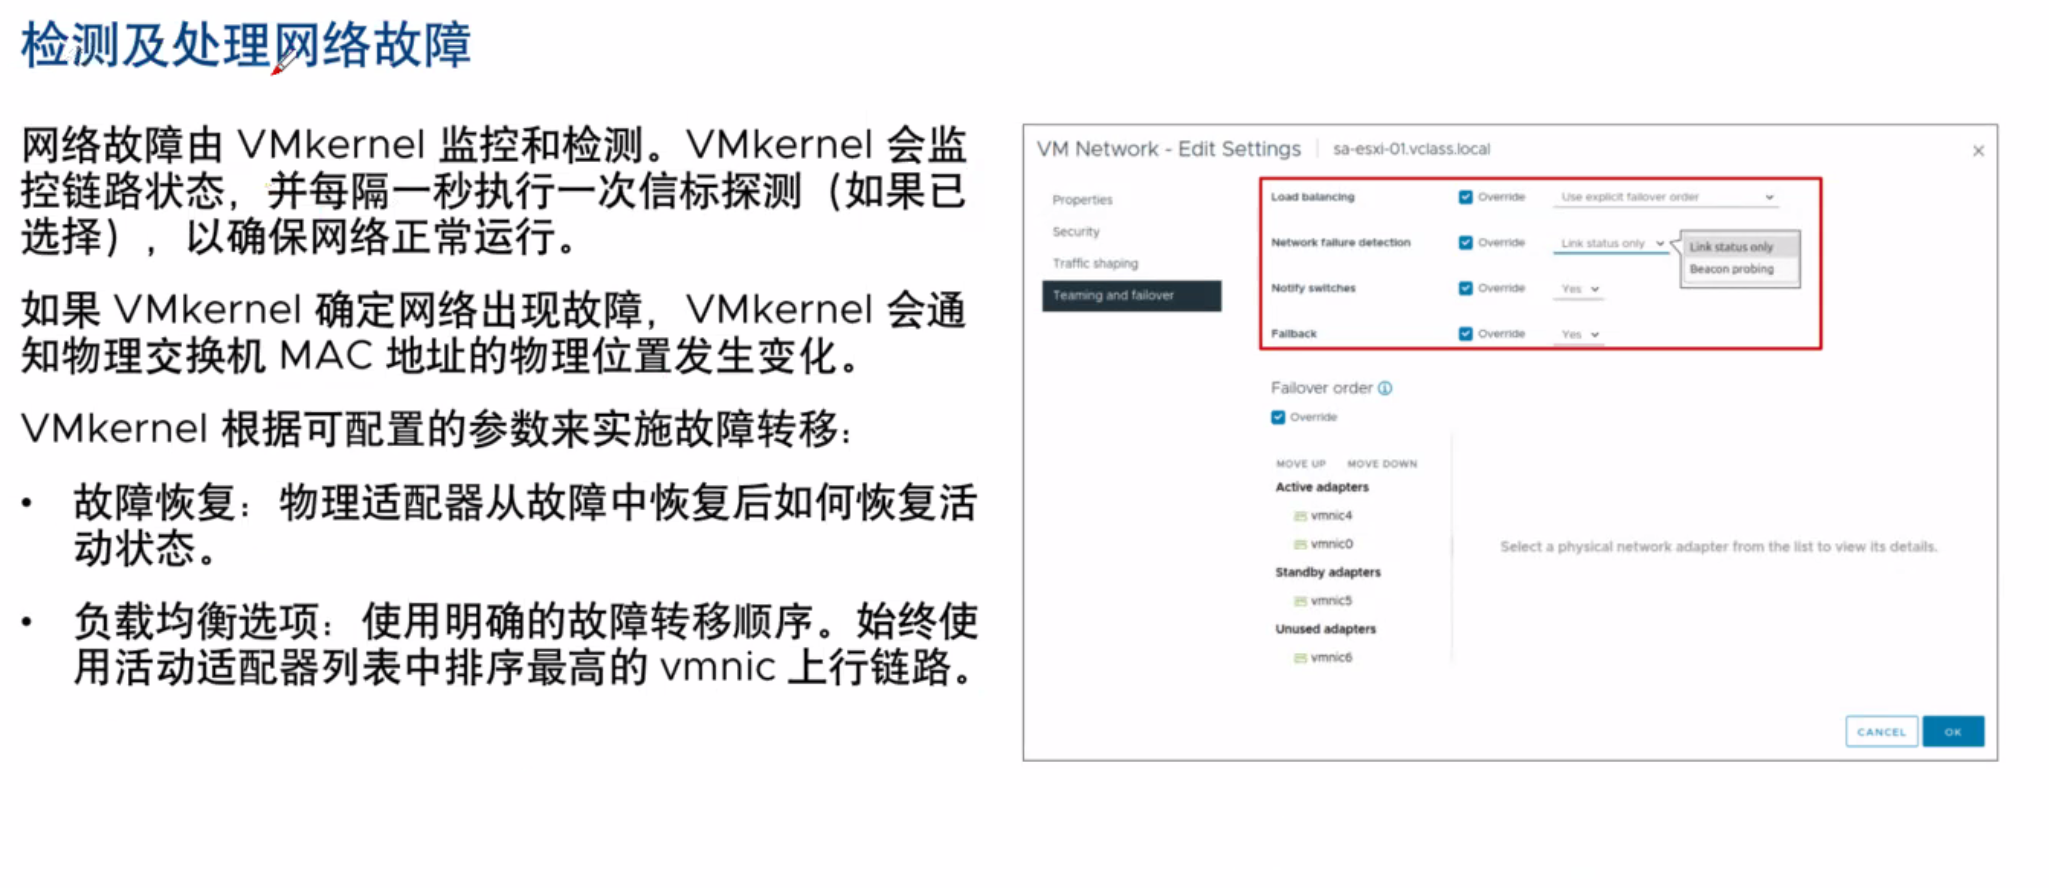 检测及处理网络故障
网络故障由 VMkernel 监控和检测。VMkernel 会监
控链路状态，并每隔一秒执行一次信标探测（如果已
选择），以确保网络正常运行。
如果 VMkernel 确定网络出现故障，VMkernel 会通
知物理交换机 MAC 地址的物理位置发生变化。
VMkernel 根据可配置的参数来实施故障转移：
• 故障恢复：物理适配器从故障中恢复后如何恢复活
动状态。
• 负载均衡选项：使用明确的故障转移顺序。始终使
用活动适配器列表中排序最高的 vmnic 上行链路。
VM Network - Edit Settings | sa-esxi-01.vclass.local
Properties
Security
Traffic shaping
Teaming and failover
Load balancing Override Use explicit failover order
Network failure detection Override Link status only
Link status only
Beacon probing
Notify switches Override Yes
Failback Override Yes
Failover order
Override
MOVE UP MOVE DOWN
Active adapters
vmnic4
vmnic0
Standby adapters
vmnic5
Unused adapters
vmnic6
Select a physical network adapter from the list to view its details.
CANCEL OK